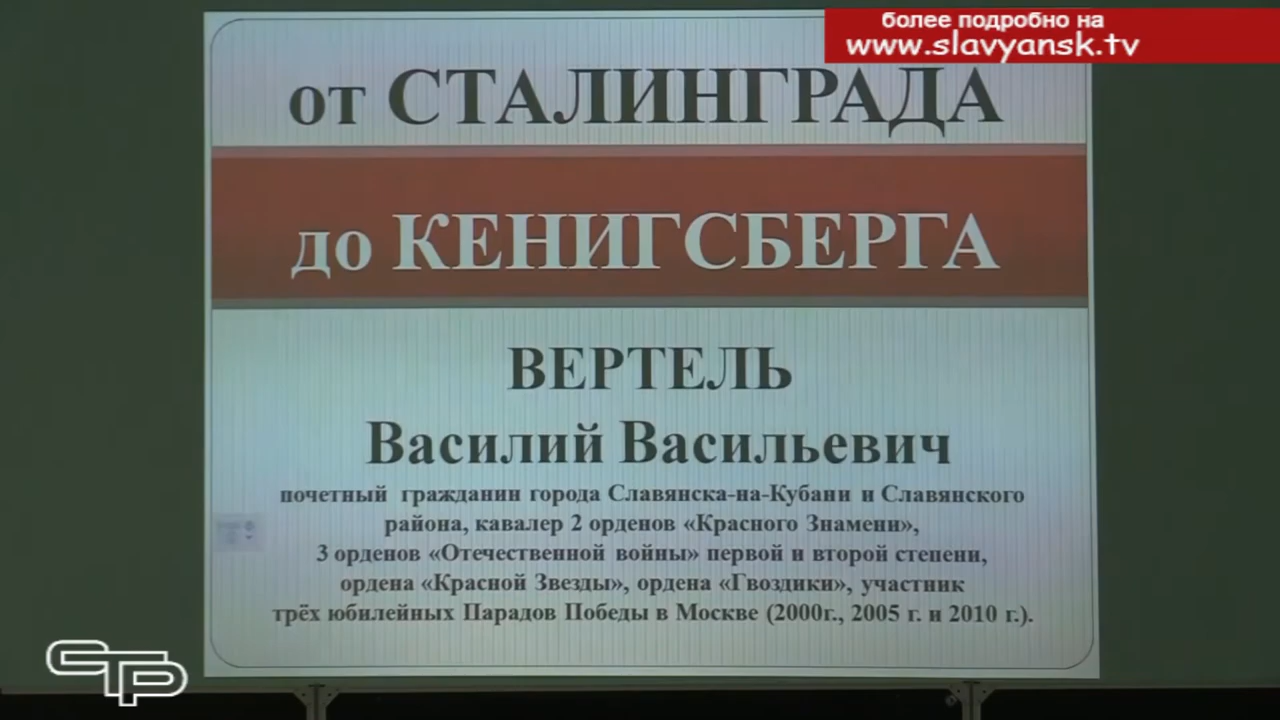 более подробно на
www.slavyansk.tv
от СТАЛИНГРАДА
до КЕНИГСБЕРГА
ВЕРТЕЛЬ
Василий Васильевич
почетный гражданин города Славянска-на-Кубани и Славянского
района, кавалер 2 орденов «Красного Знамени»,
3 орденов «Отечественной войны» первой и второй степени,
ордена «Красной Звезды», ордена «Гвоздики», участник
трёх юбилейных Парадов Победы в Москве (2000г., 2005 г. и 2010 г.).
СТР